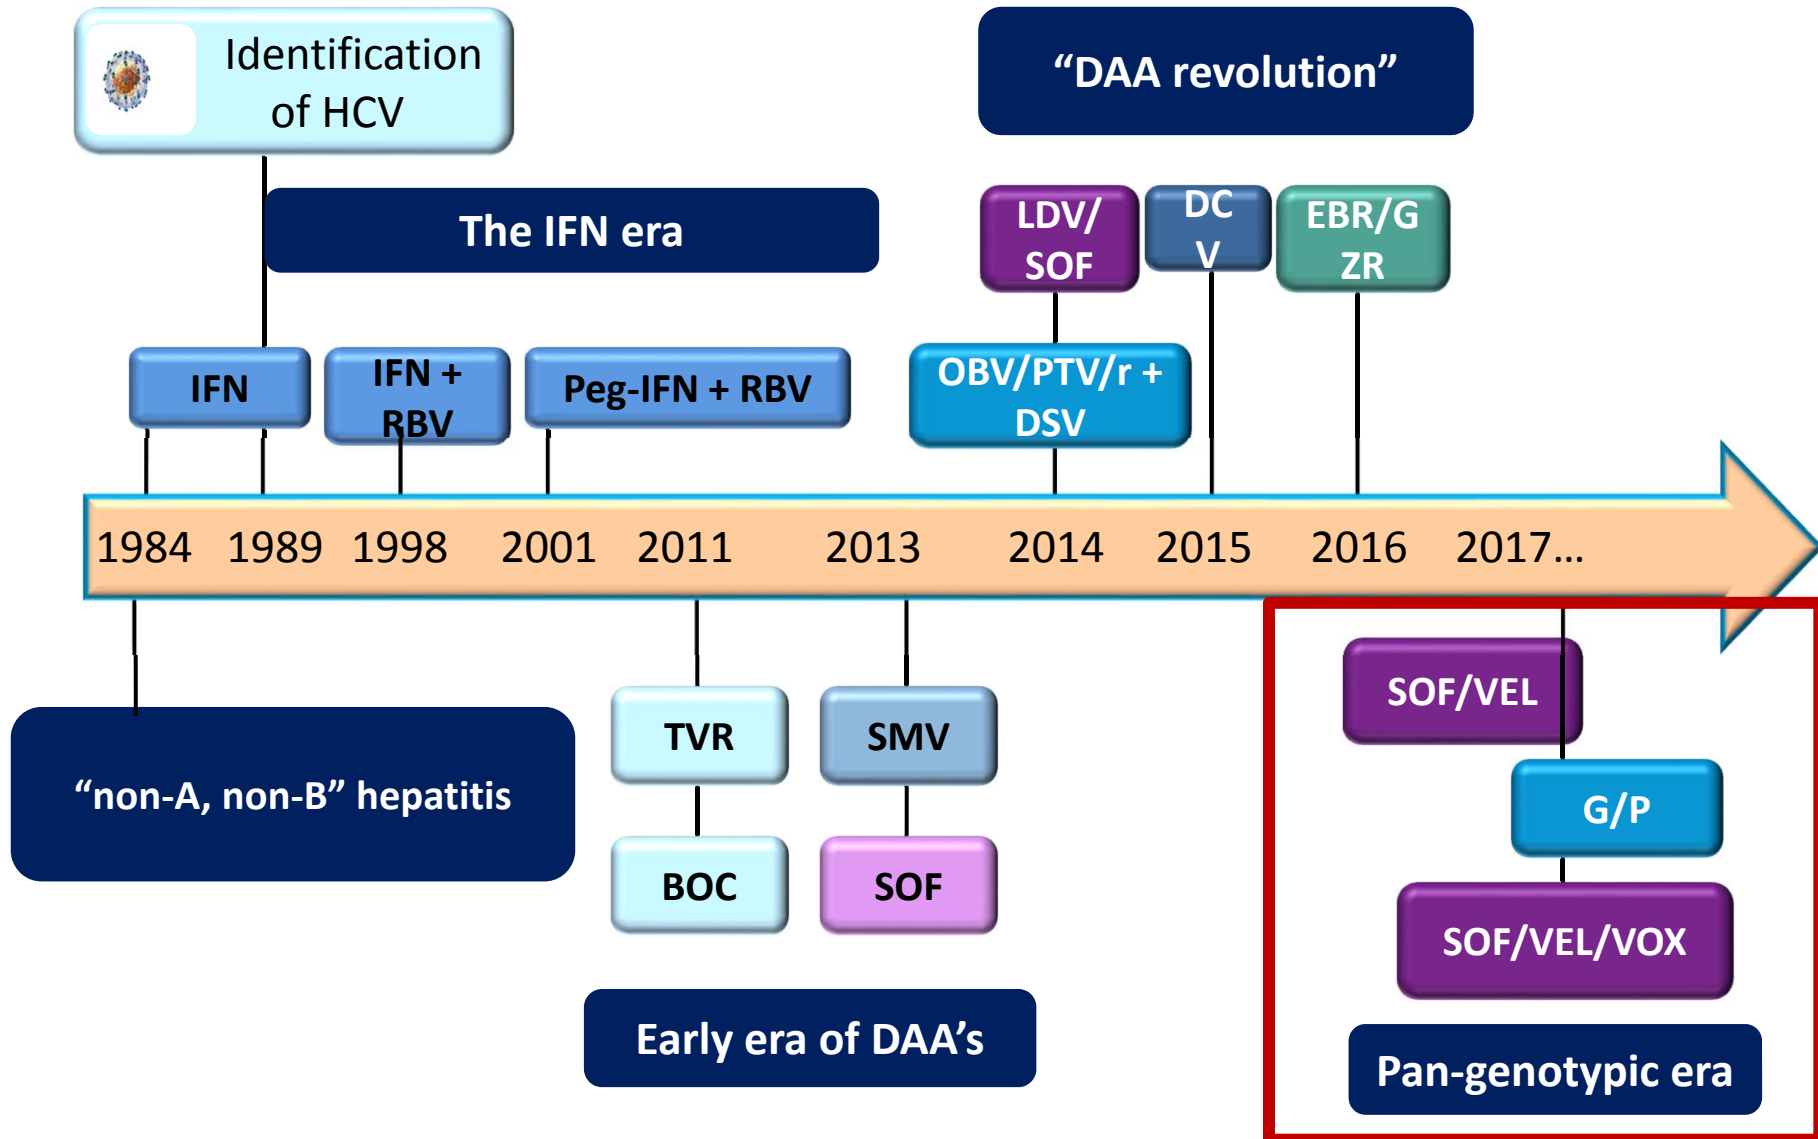 Identification
of HCV
“DAA revolution”
The IFN era
LDV/
SOF
DC
V
EBR/G
ZR
IFN
IFN +
RBV
Peg-IFN + RBV
OBV/PTV/r +
DSV
1984 1989 1998 2001 2011 2013 2014 2015 2016 2017...
“non-A, non-B” hepatitis
TVR
BOC
SMV
SOF
Early era of DAA’s
SOF/VEL
G/P
SOF/VEL/VOX
Pan-genotypic era